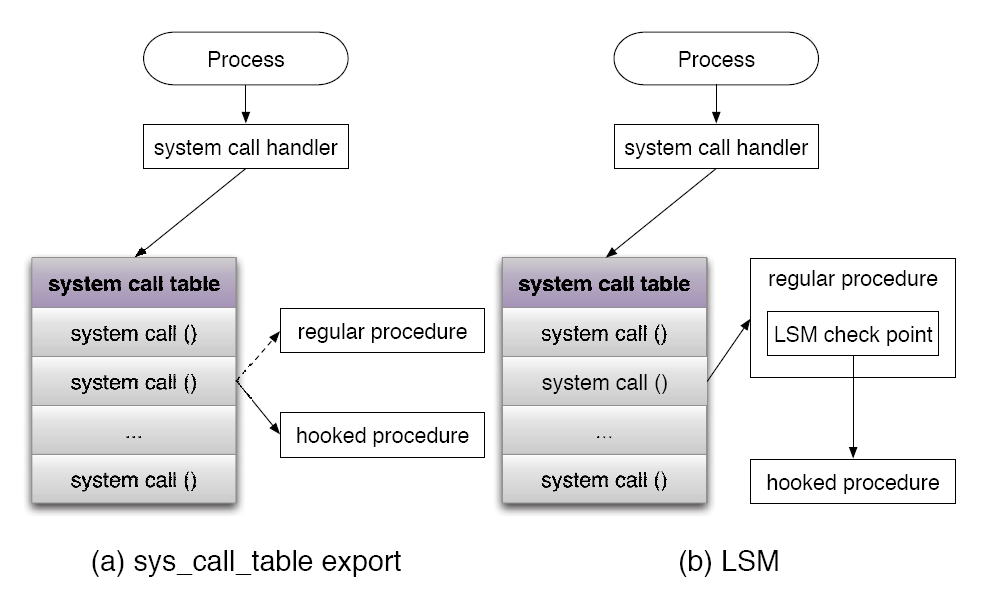 Process
system call handler
system call table
system call ()
system call ()
...
system call ()
regular procedure
hooked procedure
(a) sys_call_table export
Process
system call handler
system call table
system call ()
system call ()
...
system call ()
regular procedure
LSM check point
hooked procedure
(b) LSM